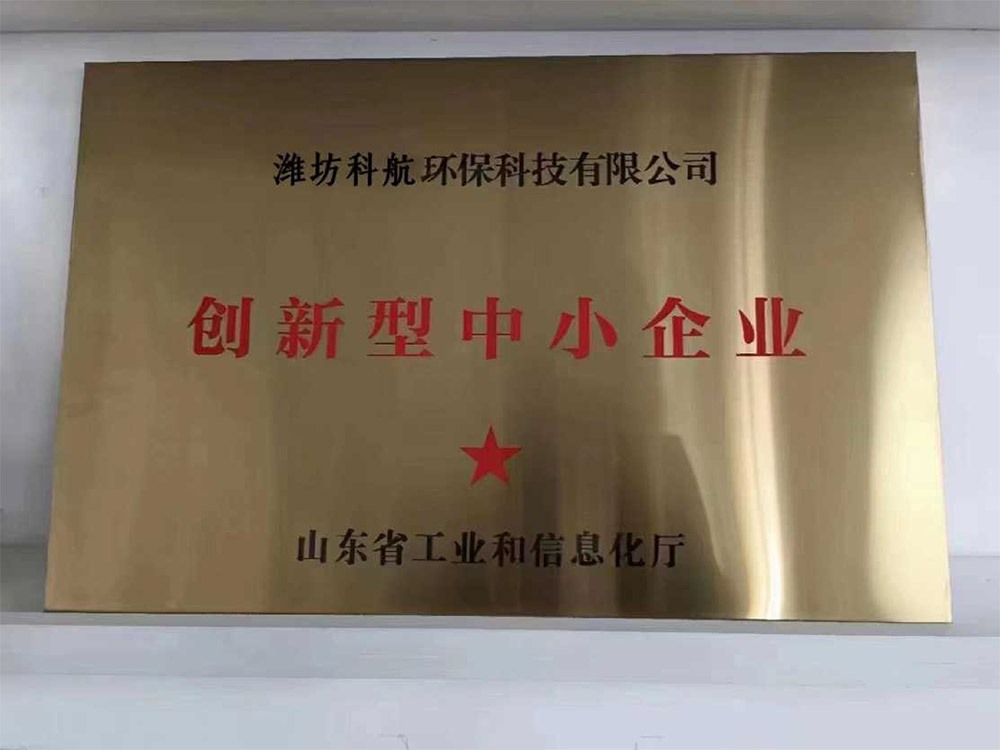 潍坊科航环保科技有限公司
创新型中小企业
山东省工业和信息化厅